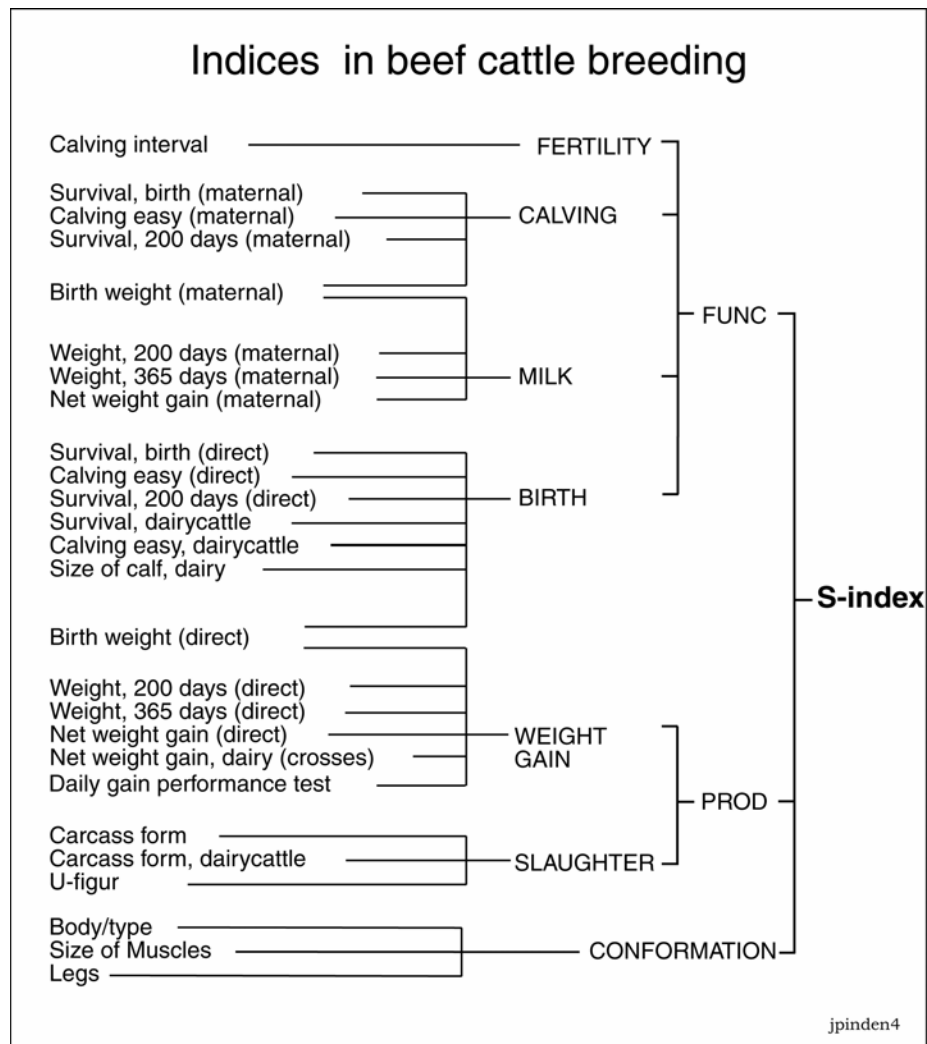 Indices in beef cattle breeding
Calving interval
FERTILITY
Survival, birth (maternal)
Calving easy (maternal)
CALVING
Survival, 200 days (maternal)
Birth weight (maternal)
FUNC
Weight, 200 days (maternal)
Weight, 365 days (maternal)
MILK
Net weight gain (maternal)
Survival, birth (direct)
Calving easy (direct)
Survival, 200 days (direct)
BIRTH
Survival, dairycattle
Calving easy, dairycattle
Size of calf, dairy
S-index
Birth weight (direct)
Weight, 200 days (direct)
Weight, 365 days (direct)
Net weight gain (direct)
WEIGHT
Net weight gain, dairy (crosses)
GAIN
Daily gain performance test
PROD
Carcass form
Carcass form, dairycattle
SLAUGHTER
U-figur
Body/type
Size of Muscles
CONFORMATION
Legs
jpinden4